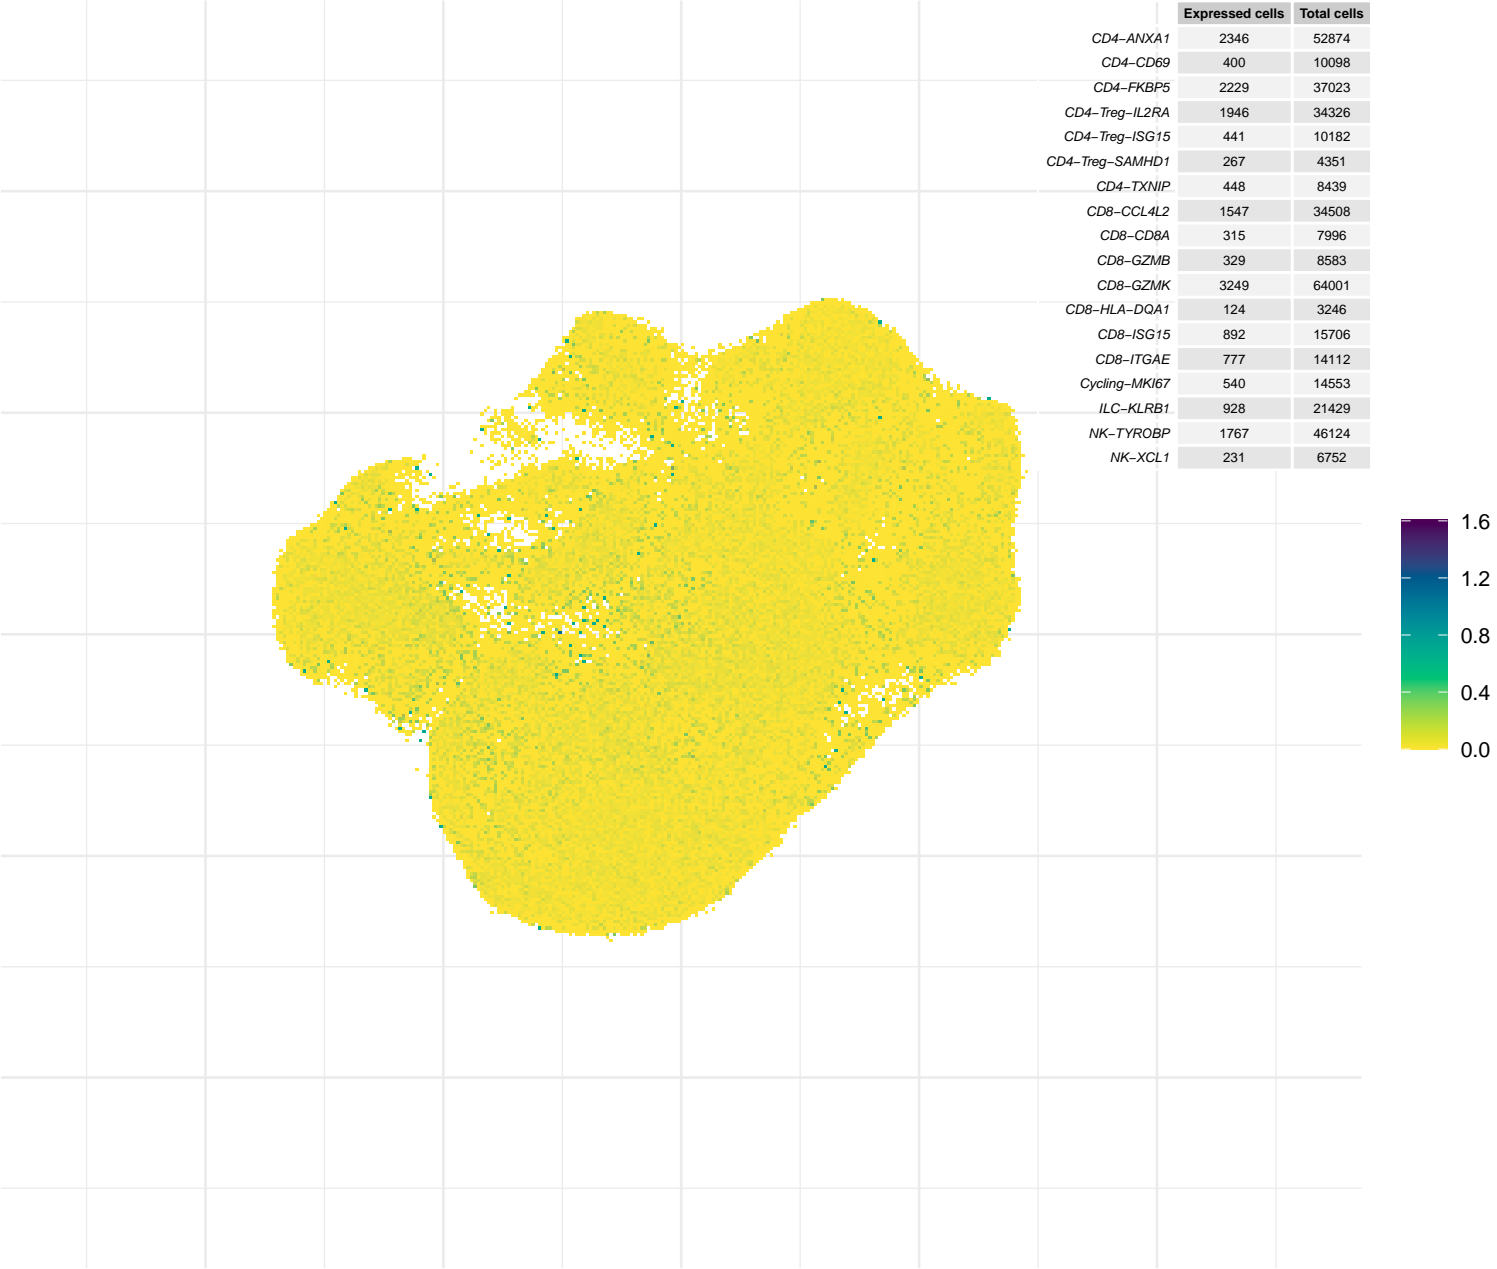 Expressed cells Total cells
CD4−ANXA1 2346 52874
CD4−CD69 400 10098
CD4−FKBP5 2229 37023
CD4−Treg−IL2RA 1946 34326
CD4−Treg−ISG15 441 10182
CD4−Treg−SAMHD1 267 4351
CD4−TXNIP 448 8439
CD8−CCL4L2 1547 34508
CD8−CD8A 315 7996
CD8−GZMB 329 8583
CD8−GZMK 3249 64001
CD8−HLA−DQA1 124 3246
CD8−ISG15 892 15706
CD8−ITGAE 777 14112
Cycling−MKI67 540 14553
ILC−KLRB1 928 21429
NK−TYROBP 1767 46124
NK−XCL1 231 6752
1.6
1.2
0.8
0.4
0.0